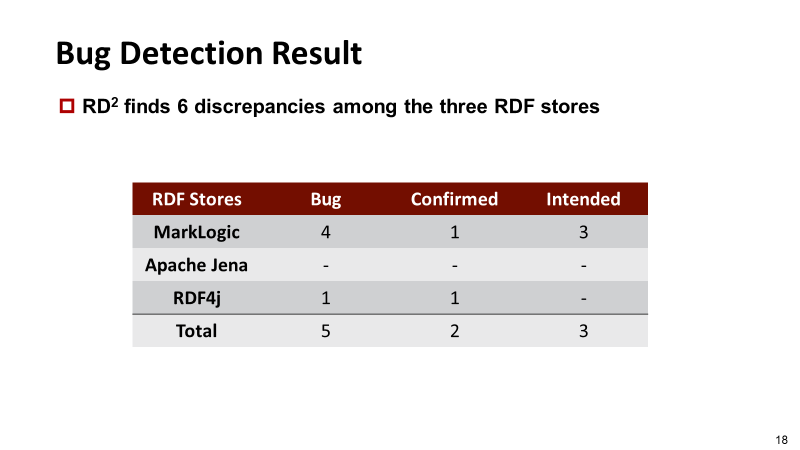 Bug Detection Result
RD² finds 6 discrepancies among the three RDF stores
RDF Stores Bug Confirmed Intended
MarkLogic 4 1 3
Apache Jena - - -
RDF4j 1 1 -
Total 5 2 3
18